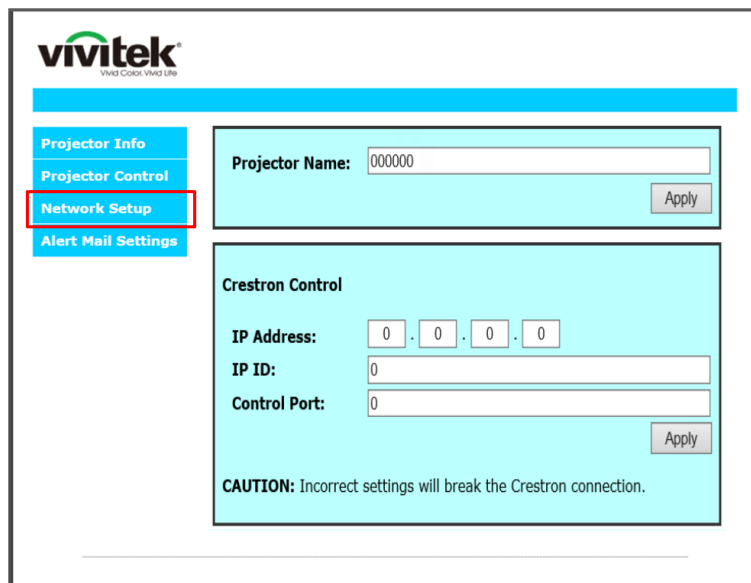 vivitek®
Vivid Color. Vivid Life
Projector Info
Projector Control
Network Setup
Alert Mail Settings
Projector Name: 000000
Apply
Crestron Control
IP Address: 0 . 0 . 0 . 0
IP ID: 0
Control Port: 0
Apply
CAUTION: Incorrect settings will break the Crestron connection.